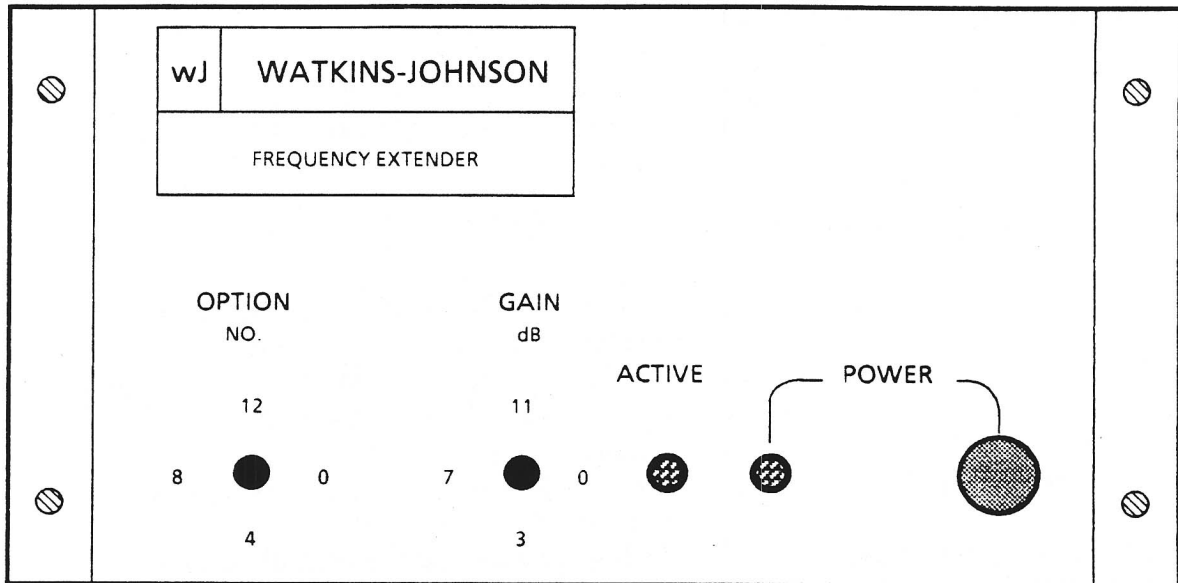 wJ WATKINS-JOHNSON
FREQUENCY EXTENDER
OPTION
NO.
GAIN
dB
ACTIVE
POWER
12
11
8
0
7
0
4
3